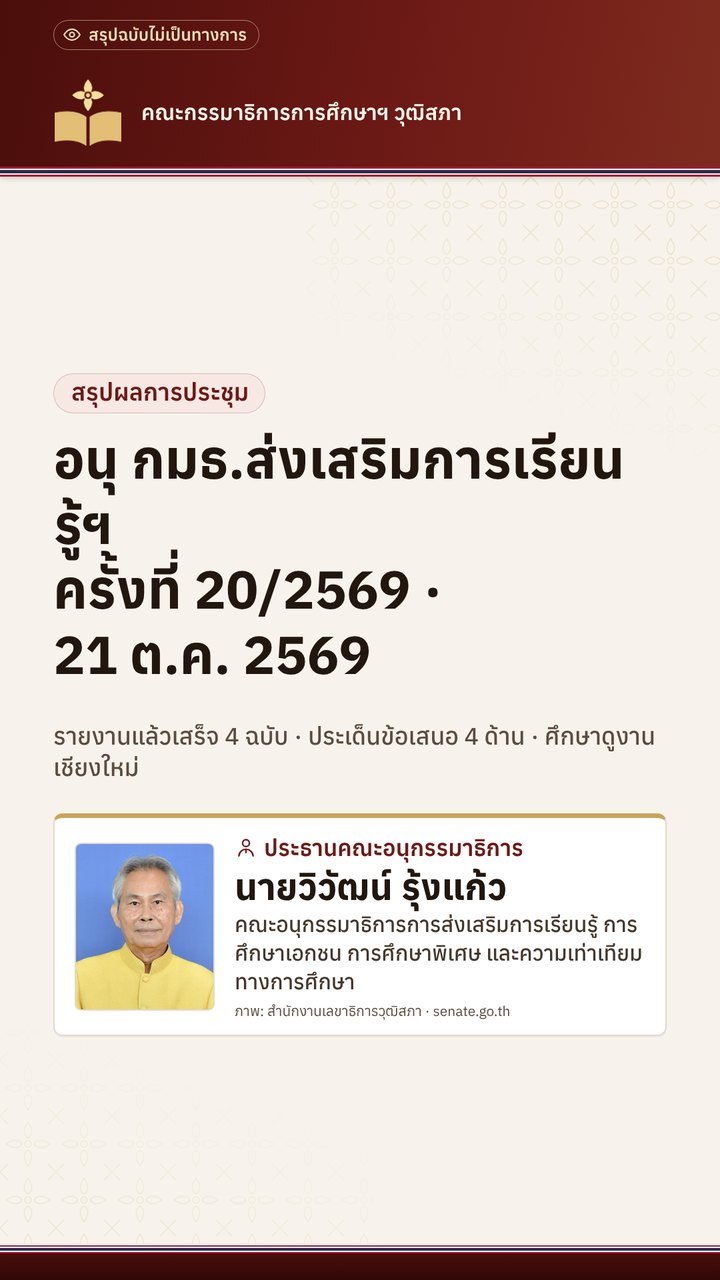 สรุปฉบับไม่เป็นทางการ
คณะกรรมาธิการการศึกษาฯ วุฒิสภา
สรุปผลการประชุม
อนุ กมธ.ส่งเสริมการเรียน
รู้ฯ
ครั้งที่ 20/2569 ·
21 ต.ค. 2569
รายงานแล้วเสร็จ 4 ฉบับ · ประเด็นข้อเสนอ 4 ด้าน · ศึกษาดูงาน
เชียงใหม่
ประธานคณะอนุกรรมาธิการ
นายวิวัฒน์ รุ้งแก้ว
คณะอนุกรรมาธิการการส่งเสริมการเรียนรู้ การ
ศึกษาเอกชน การศึกษาพิเศษ และความเท่าเทียม
ทางการศึกษา
ภาพ: สำนักงานเลขาธิการวุฒิสภา · senate.go.th